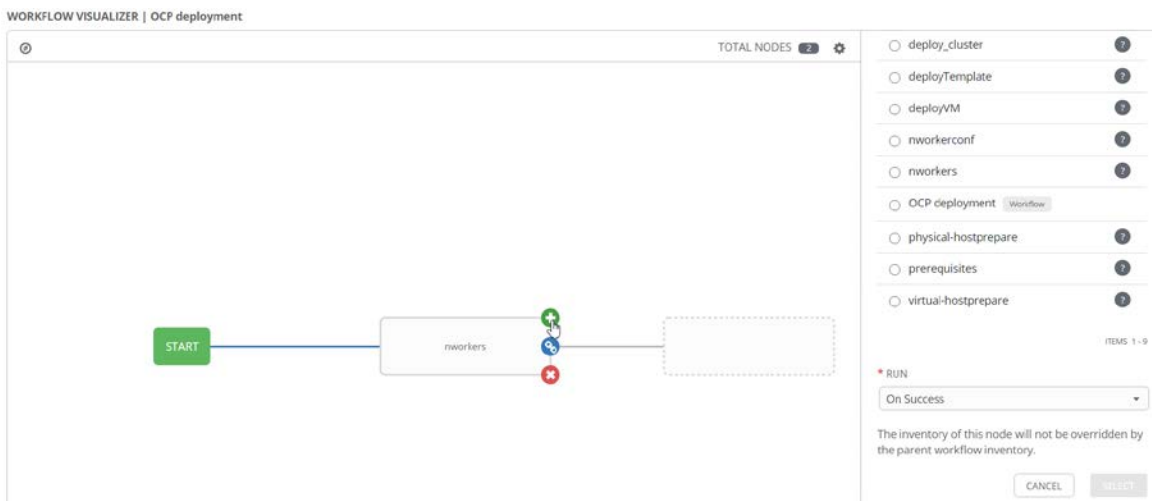 WORKFLOW VISUALIZER | OCP deployment
TOTAL NODES 2
START
nworkers
deploy_cluster ?
deployTemplate ?
deployVM ?
nworkerconf ?
nworkers ?
OCP deployment Workflow
physical-hostprepare ?
prerequisites ?
virtual-hostprepare ?
ITEMS 1 - 9
* RUN
On Success
The inventory of this node will not be overridden by
the parent workflow inventory.
CANCEL SELECT